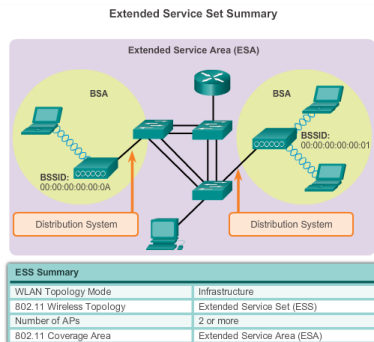 Extended Service Set Summary
Extended Service Area (ESA)
BSA
BSA
BSSID:
00:00:00:00:00:01
BSSID:
00:00:00:00:00:0A
Distribution System
Distribution System
ESS Summary
WLAN Topology Mode Infrastructure
802.11 Wireless Topology Extended Service Set (ESS)
Number of APs 2 or more
802.11 Coverage Area Extended Service Area (ESA)